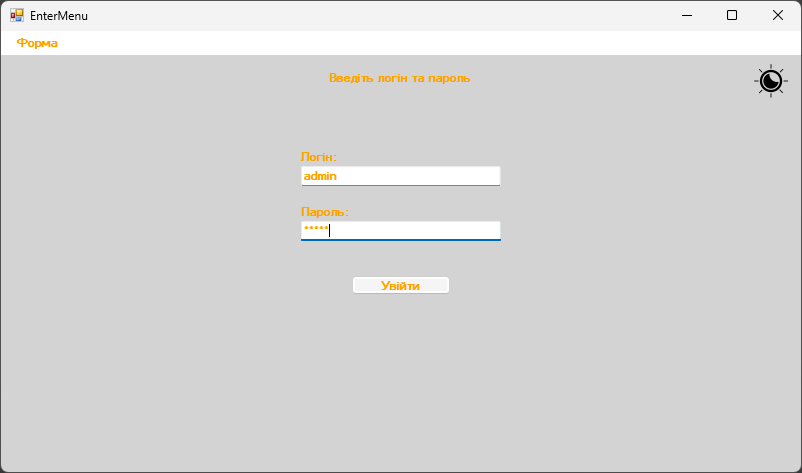 EnterMenu
Форма
Введіть логін та пароль
Логін:
admin
Пароль:
•••••
Увійти